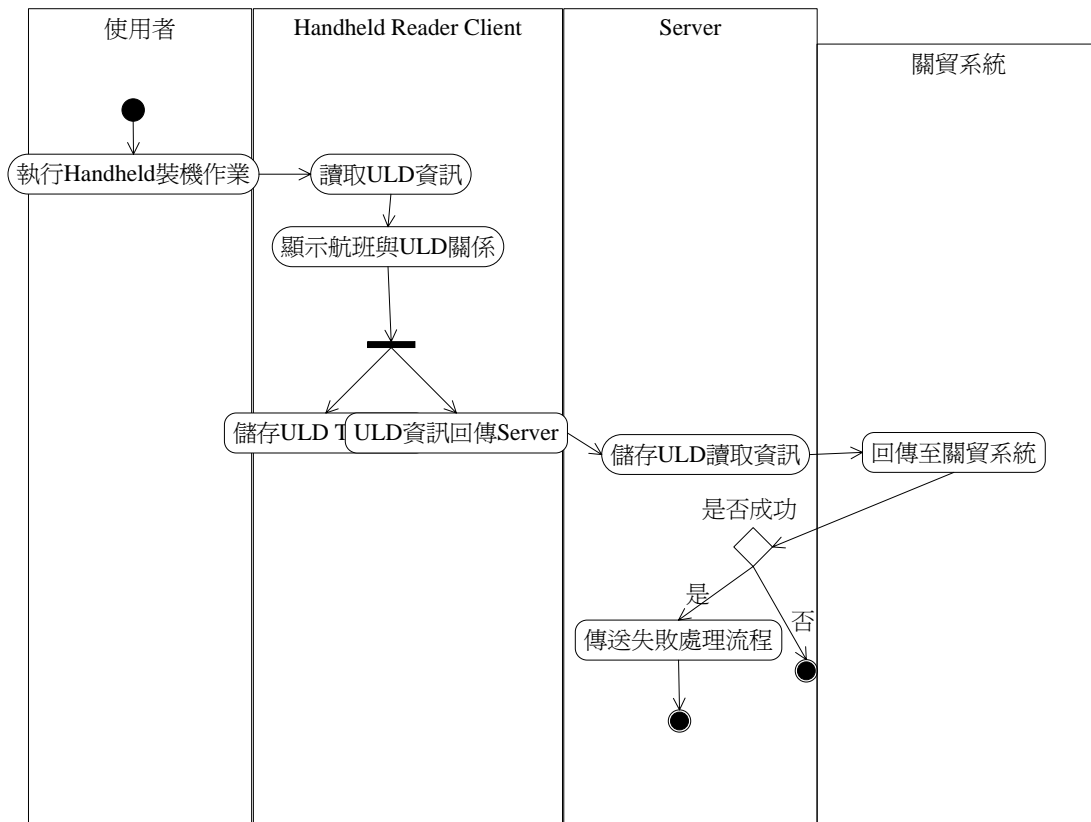 使用者
Handheld Reader Client
Server
關貿系統
執行Handheld裝機作業
讀取ULD資訊
顯示航班與ULD關係
儲存ULD
ULD資訊回傳Server
儲存ULD讀取資訊
回傳至關貿系統
是否成功
是
否
傳送失敗處理流程